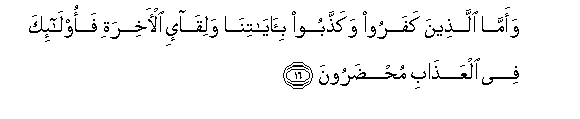 وَأَمَّا ٱلَّذِينَ كَفَرُوا۟ وَكَذَّبُوا۟ بِـَٔايَـٰتِنَا وَلِقَآئِ ٱلْـَٔاخِرَةِ فَأُو۟لَـٰٓئِكَ
فِى ٱلْعَذَابِ مُحْضَرُونَ ١٦